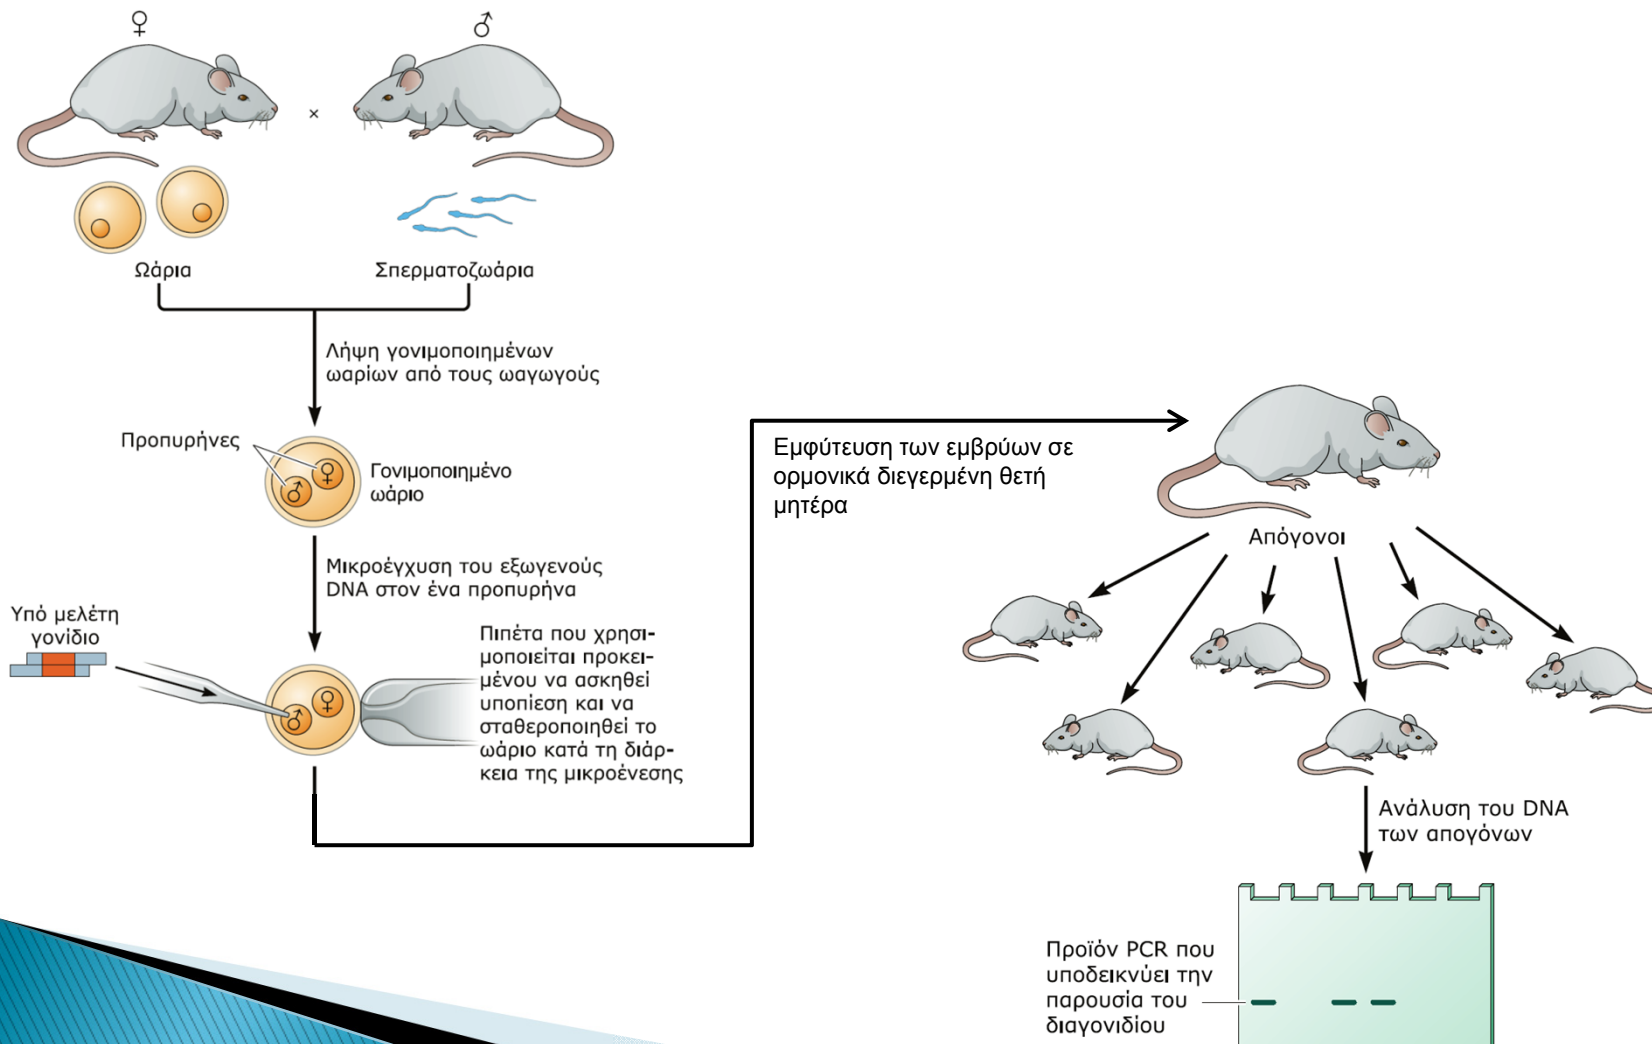 ♀
♂
×
Ωάρια
Σπερματοζωάρια
Λήψη γονιμοποιημένων
ωαρίων από τους ωαγωγούς
Προπυρήνες
♀
♂
Γονιμοποιημένο
ωάριο
Μικροέγχυση του εξωγενούς
DNA στον ένα προπυρήνα
Υπό μελέτη
γονίδιο
♀
♂
Πιπέτα που χρησι-
μοποιείται προκει-
μένου να ασκηθεί
υποπίεση και να
σταθεροποιηθεί το
ωάριο κατά τη διάρ-
κεια της μικροένεσης
Εμφύτευση των εμβρύων σε
ορμονικά διεγερμένη θετή
μητέρα
Απόγονοι
Ανάλυση του DNA
των απογόνων
Προϊόν PCR που
υποδεικνύει την
παρουσία του
διαγονιδίου